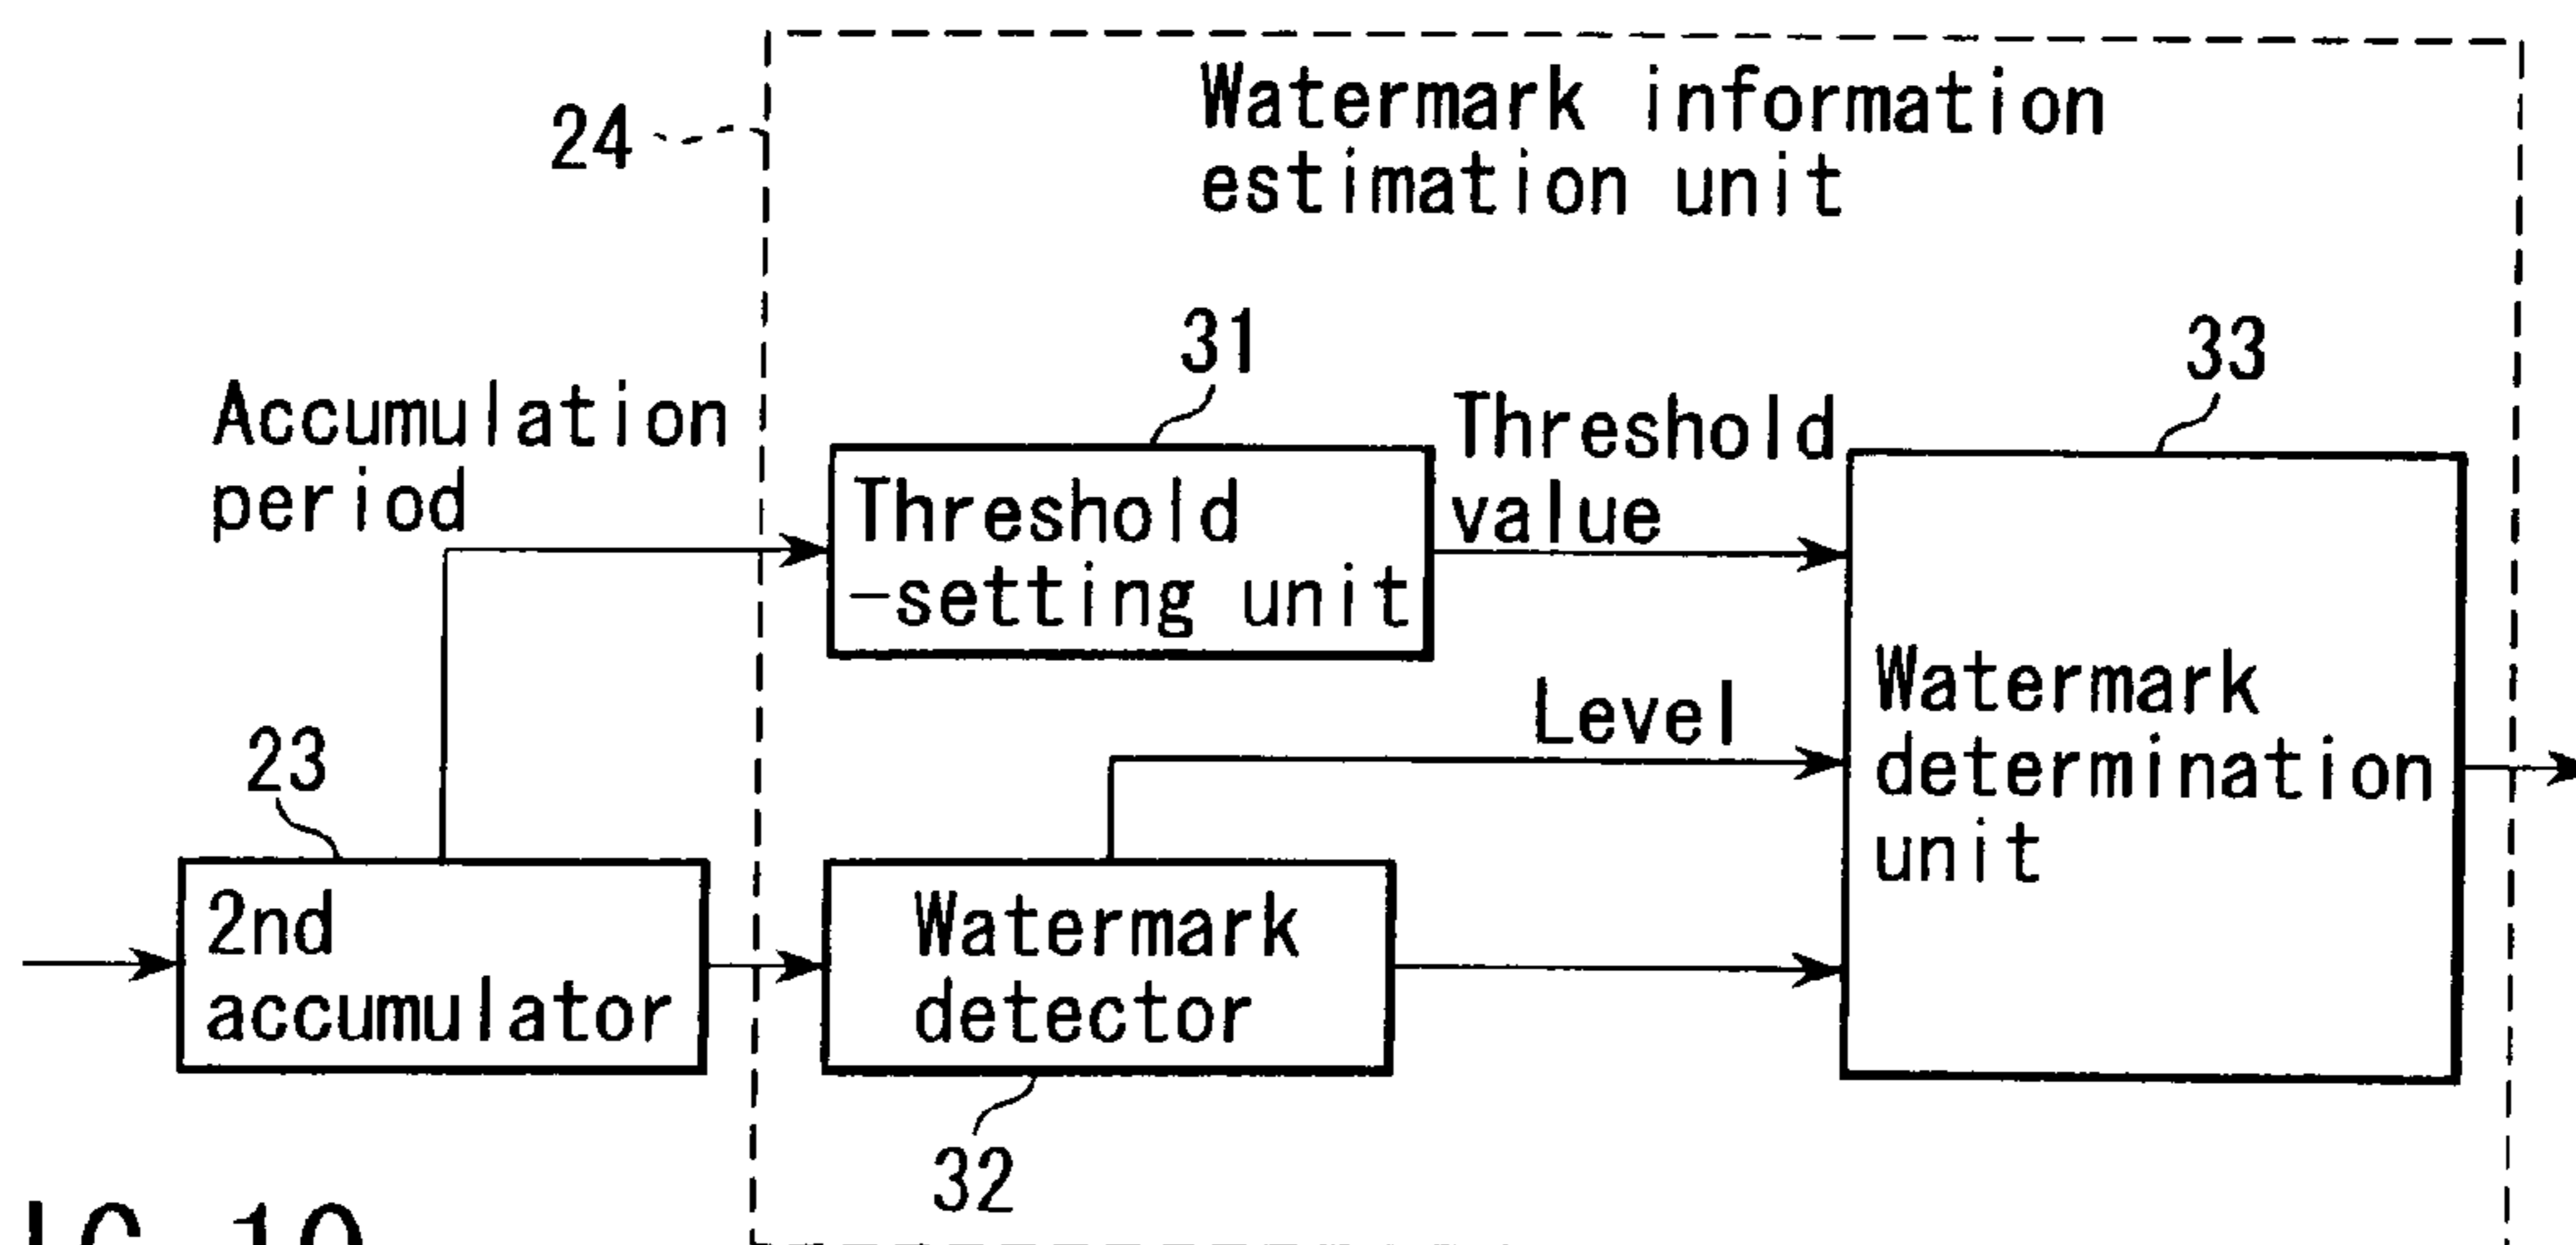 Watermark information
estimation unit
24
31
33
Accumulation
period
Threshold
value
Threshold
-setting unit
Level
Watermark
determination
unit
23
2nd
accumulator
Watermark
detector
32